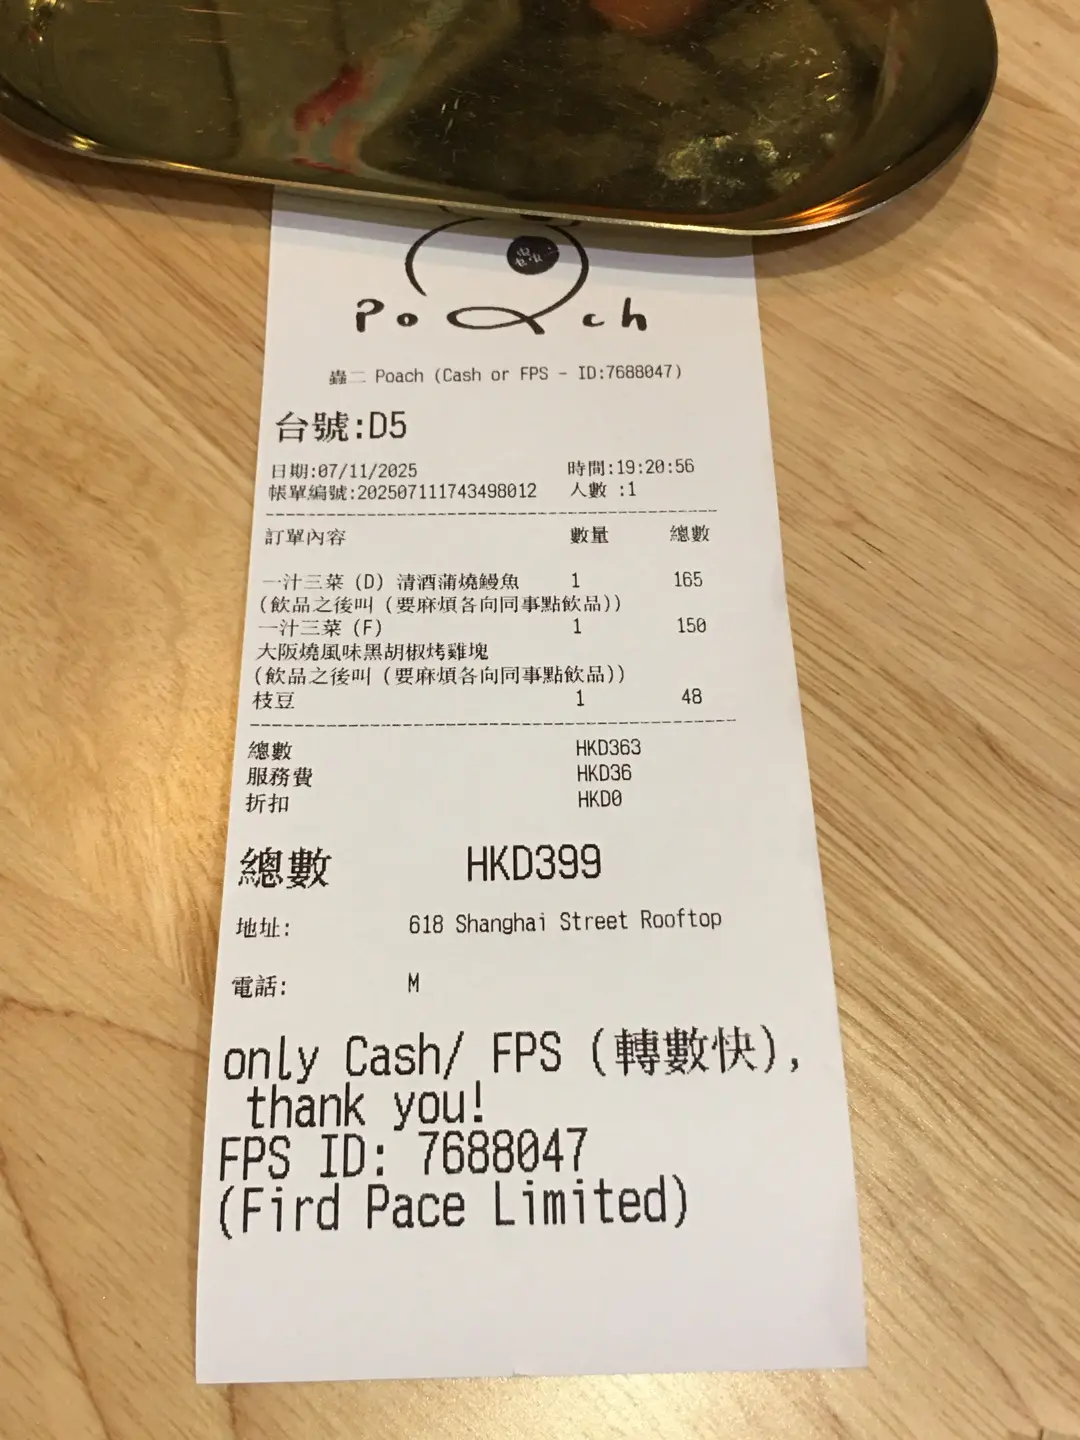 Poach
蟲二 Poach (Cash or FPS - ID:7688047)
台號:D5
日期:07/11/2025 時間:19:20:56
帳單編號:202507111743498012 人數 :1
訂單內容 數量 總數
一汁三菜 (D) 清酒蒲燒鰻魚 1 165
(飲品之後叫 (要麻煩各向同事點飲品))
一汁三菜 (F) 1 150
大阪燒風味黑胡椒烤雞塊
(飲品之後叫 (要麻煩各向同事點飲品))
枝豆 1 48
總數 HKD363
服務費 HKD36
折扣 HKD0
總數 HKD399
地址: 618 Shanghai Street Rooftop
電話: M
only Cash/ FPS (轉數快),
thank you!
FPS ID: 7688047
(Fird Pace Limited)